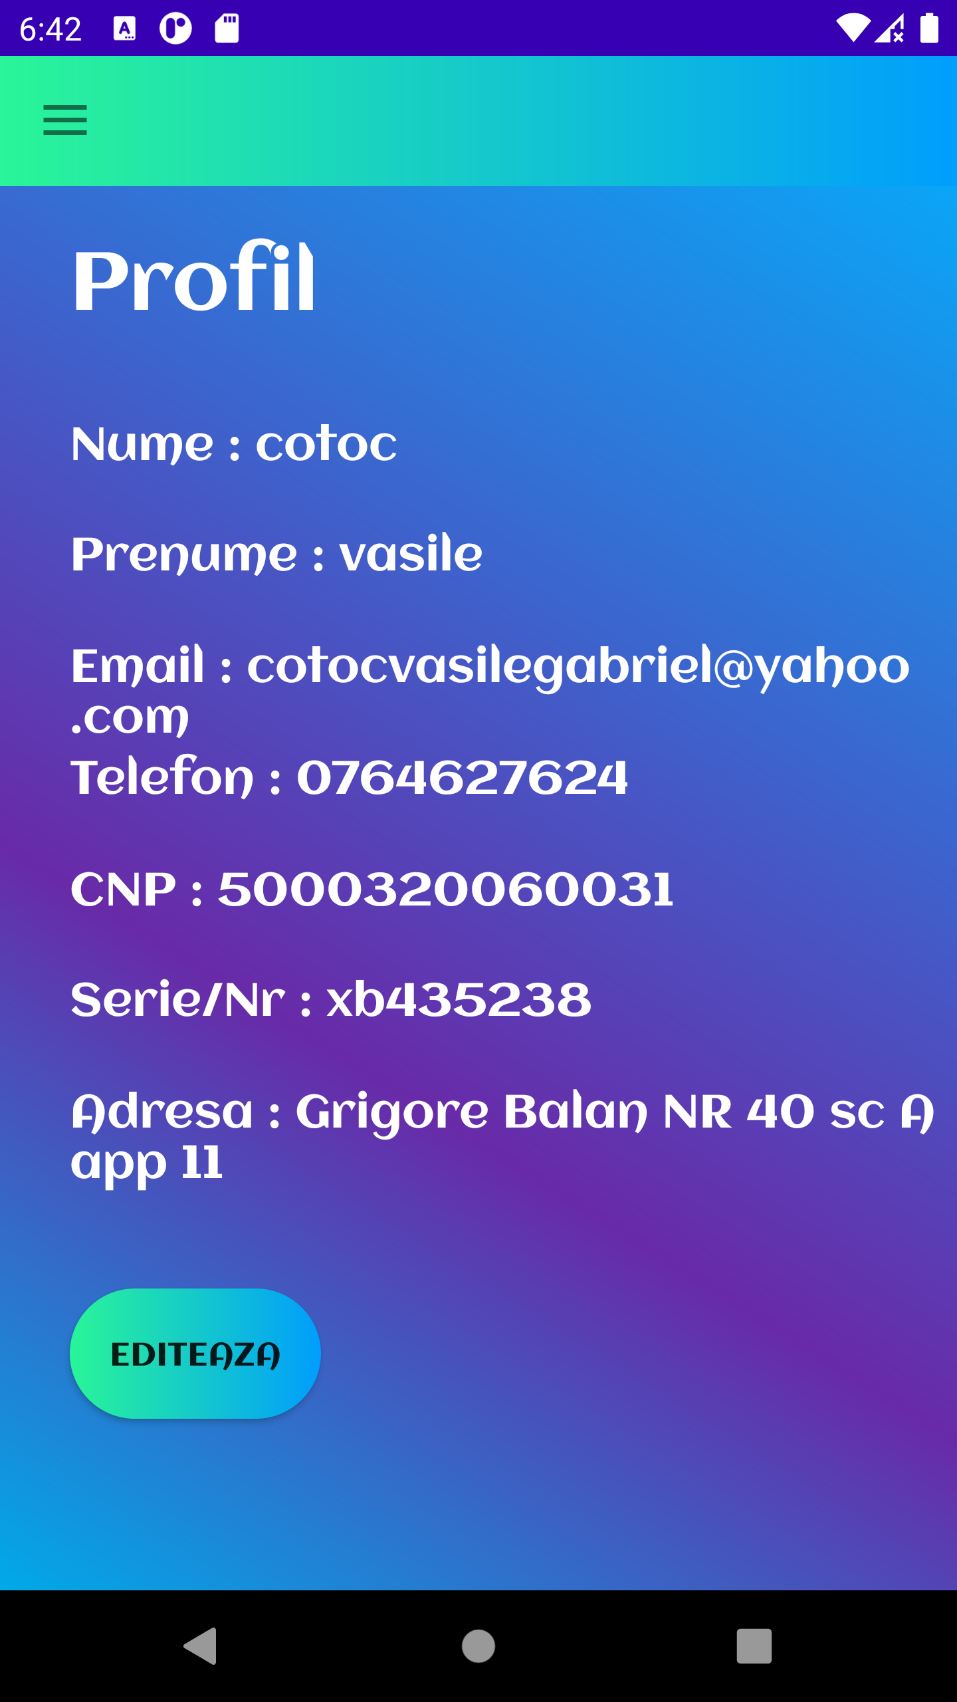 6:42
Profil
Nume : cotoc
Prenume : vasile
Email : cotocvasilegabriel@yahoo
.com
Telefon : 0764627624
CNP : 5000320060031
Serie/Nr : xb435238
Adresa : Grigore Balan NR 40 sc A
app 11
EDITEAZA